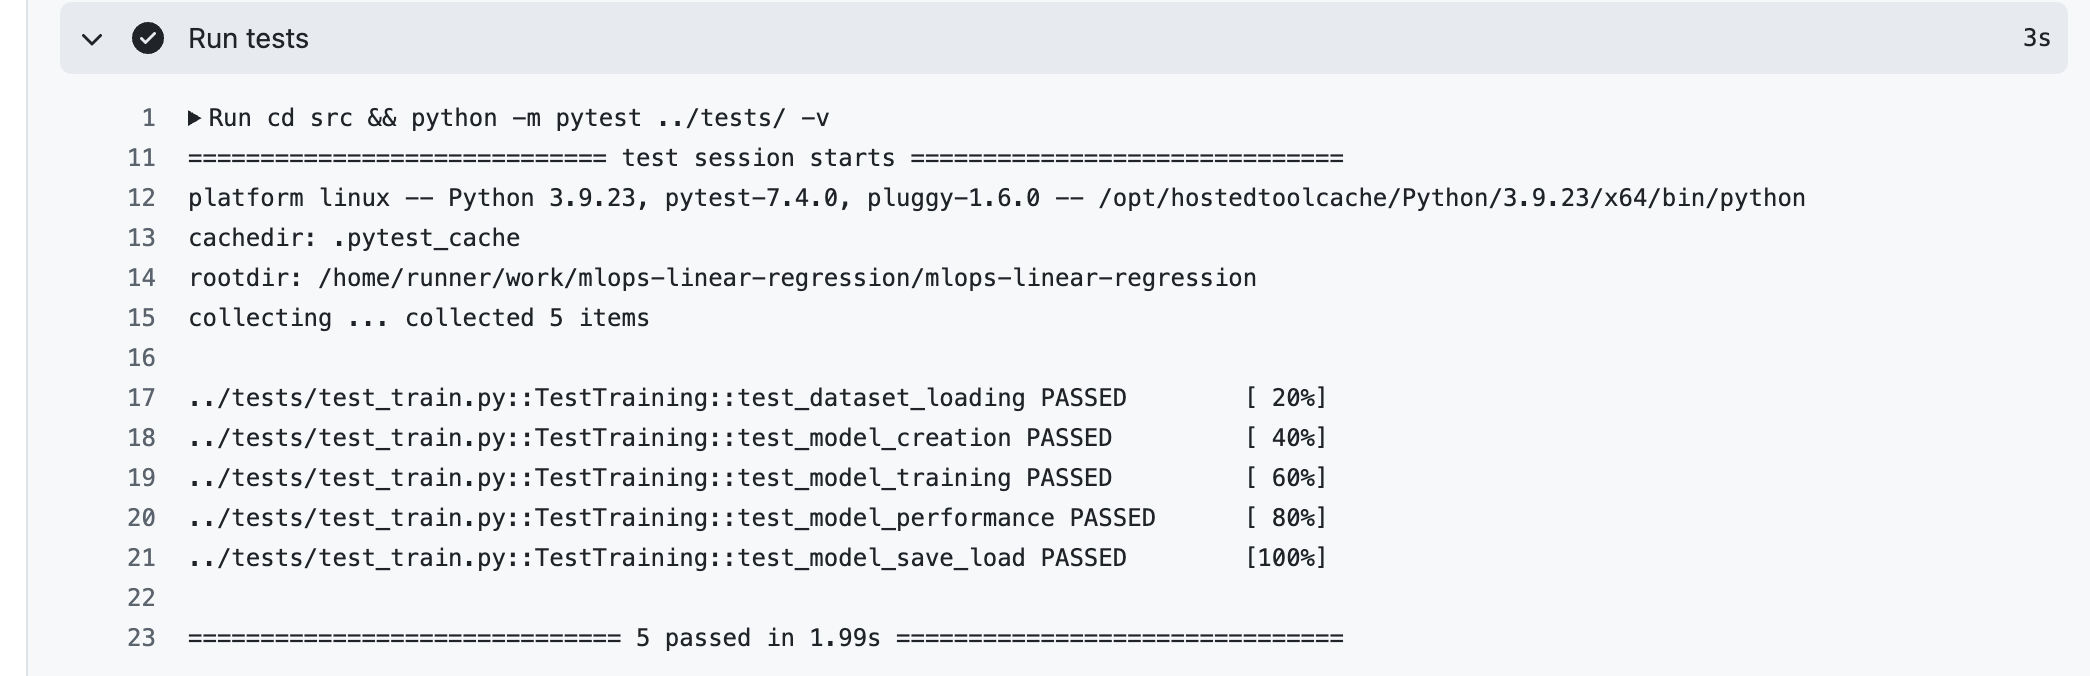 Run tests 3s
1 Run cd src && python -m pytest ../tests/ -v
11 ============================= test session starts ==============================
12 platform linux -- Python 3.9.23, pytest-7.4.0, pluggy-1.6.0 -- /opt/hostedtoolcache/Python/3.9.23/x64/bin/python
13 cachedir: .pytest_cache
14 rootdir: /home/runner/work/mlops-linear-regression/mlops-linear-regression
15 collecting ... collected 5 items
16
17 ../tests/test_train.py::TestTraining::test_dataset_loading PASSED [ 20%]
18 ../tests/test_train.py::TestTraining::test_model_creation PASSED [ 40%]
19 ../tests/test_train.py::TestTraining::test_model_training PASSED [ 60%]
20 ../tests/test_train.py::TestTraining::test_model_performance PASSED [ 80%]
21 ../tests/test_train.py::TestTraining::test_model_save_load PASSED [100%]
22
23 ============================== 5 passed in 1.99s ===============================